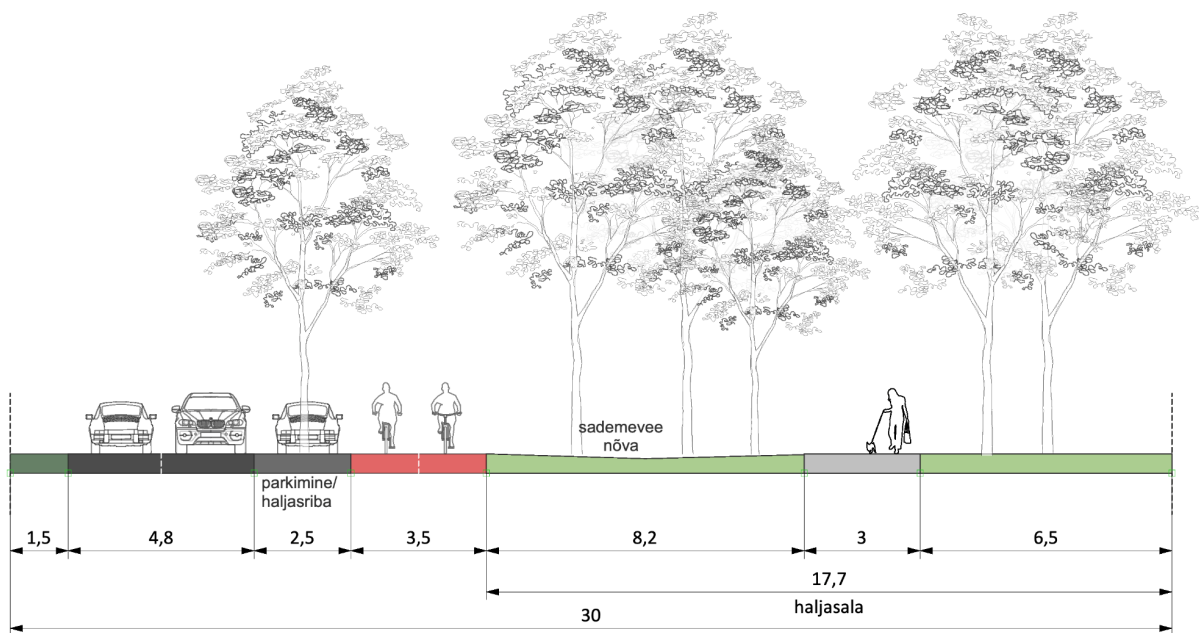 sademevee
nõva
parkimine/
haljasriba
1,5 4,8 2,5 3,5 8,2 3 6,5
17,7
haljasala
30